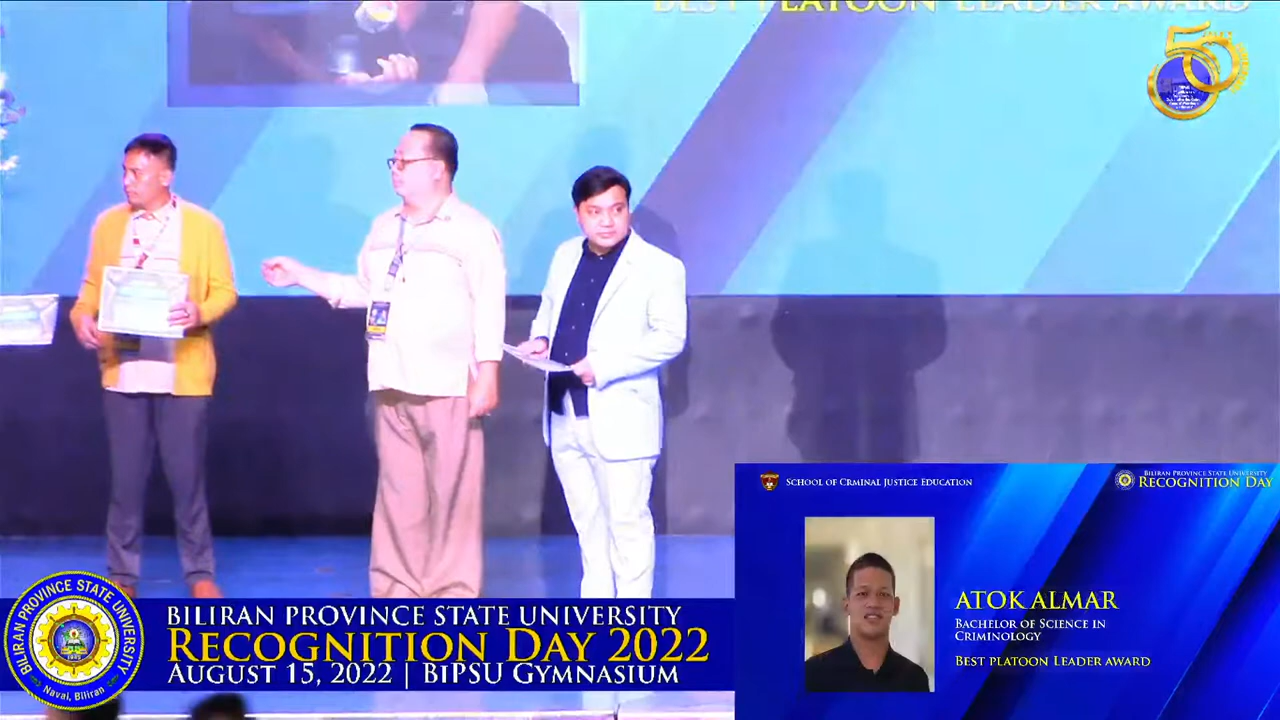 BEST PLATOON LEADER AWARD
50
SCHOOL OF CRMINAL JUSTICE EDUCATION
BILIRAN PROVINCE STATE UNIVERSITY
RECOGNITION DAY
ATOK ALMAR
BACHELOR OF SCIENCE IN
CRIMINOLOGY
BEST PLATOON LEADER AWARD
BILIRAN PROVINCE STATE UNIVERSITY
Naval, Biliran
BILIRAN PROVINCE STATE UNIVERSITY
RECOGNITION DAY 2022
AUGUST 15, 2022 | BIPSU GYMNASIUM